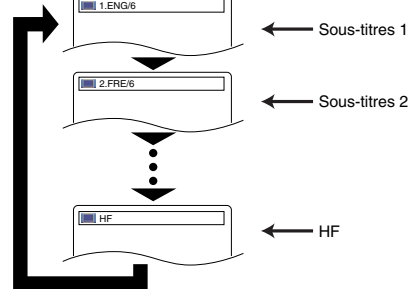 1.ENG/6
Sous-titres 1
2.FRE/6
Sous-titres 2
HF
HF